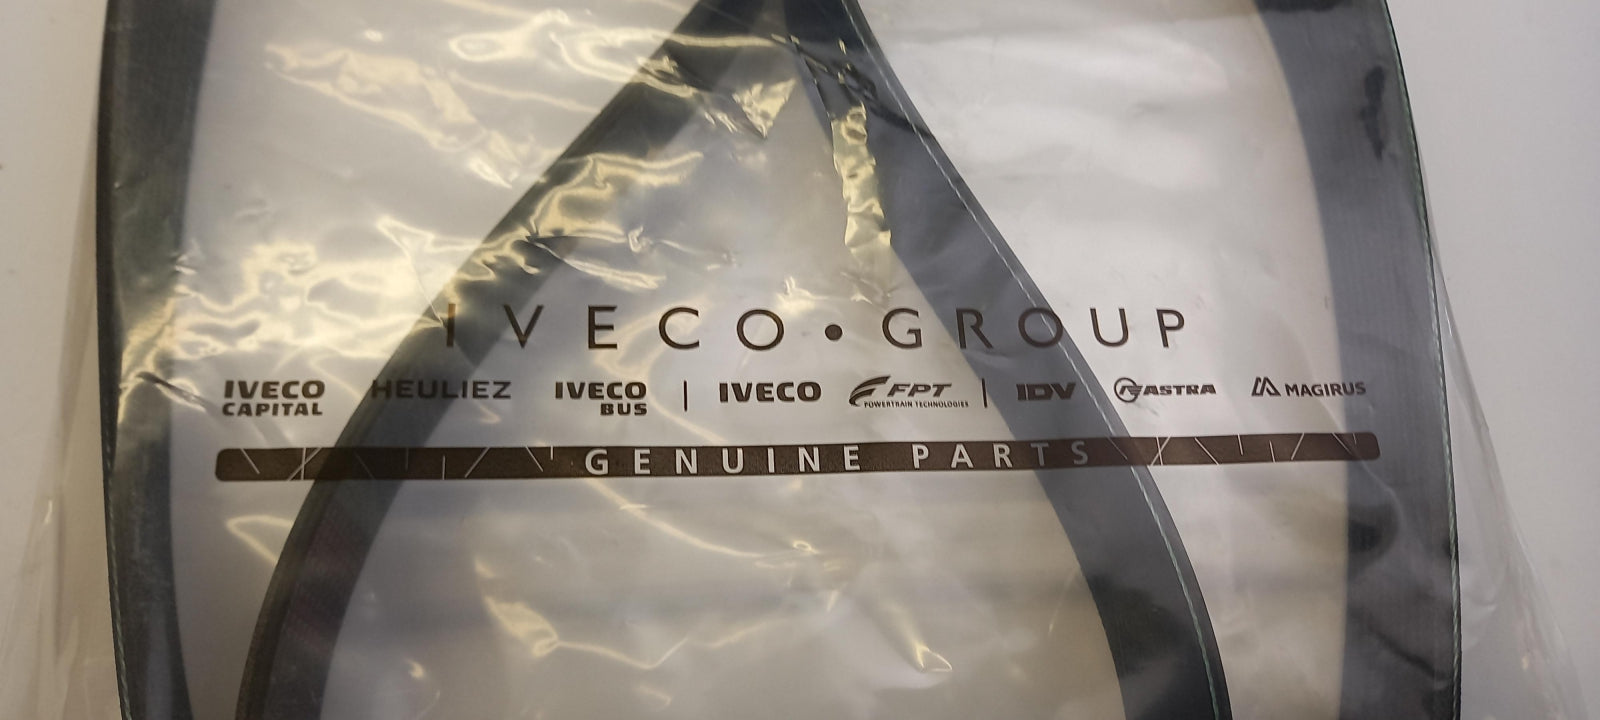 IVECO•GROUP
IVECO CAPITAL HEULIEZ IVECO BUS | IVECO FPT POWERTRAIN TECHNOLOGIES | IDV ASTRA MAGIRUS
GENUINE PARTS